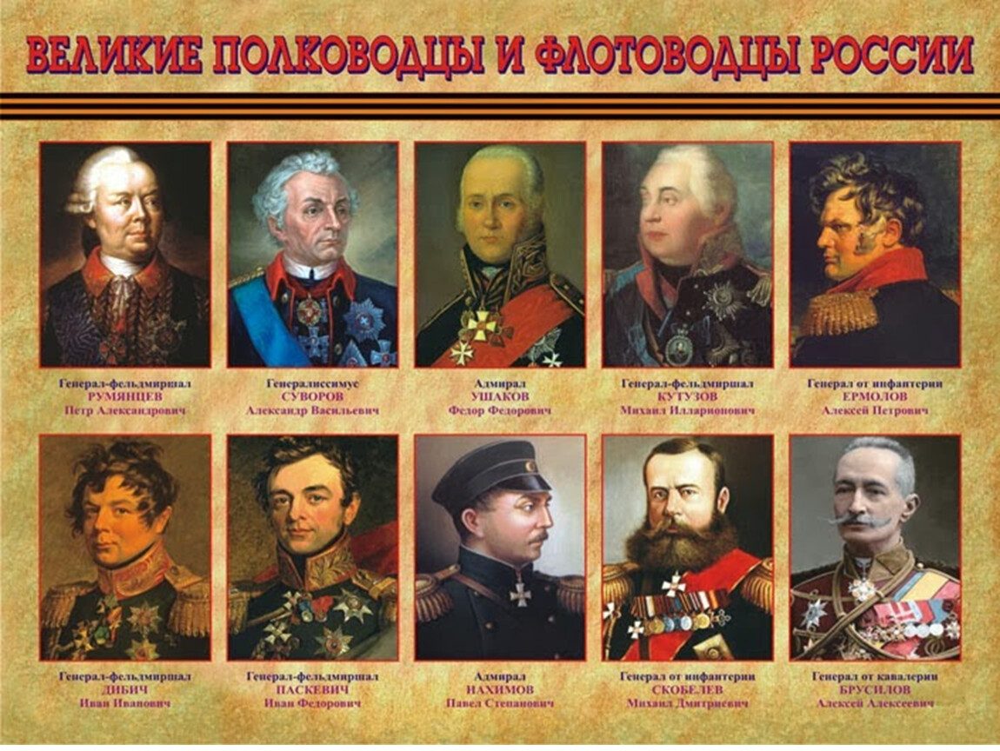 ВЕЛИКИЕ ПОЛКОВОДЦЫ И ФЛОТОВОДЦЫ РОССИИ
Генерал-фельдмиршал
РУМЯНЦЕВ
Петр Александрович
Генералиссимус
СУВОРОВ
Александр Васильевич
Адмирал
УШАКОВ
Федор Федорович
Генерал-фельдмиршал
КУТУЗОВ
Михаил Илларионович
Генерал от инфантерии
ЕРМОЛОВ
Алексей Петрович
Генерал-фельдмиршал
ДИБИЧ
Иван Иванович
Генерал-фельдмиршал
ПАСКЕВИЧ
Иван Федорович
Адмирал
НАХИМОВ
Павел Степанович
Генерал от инфантерии
СКОБЕЛЕВ
Михаил Дмитриевич
Генерал от кавалерии
БРУСИЛОВ
Алексей Алексеевич